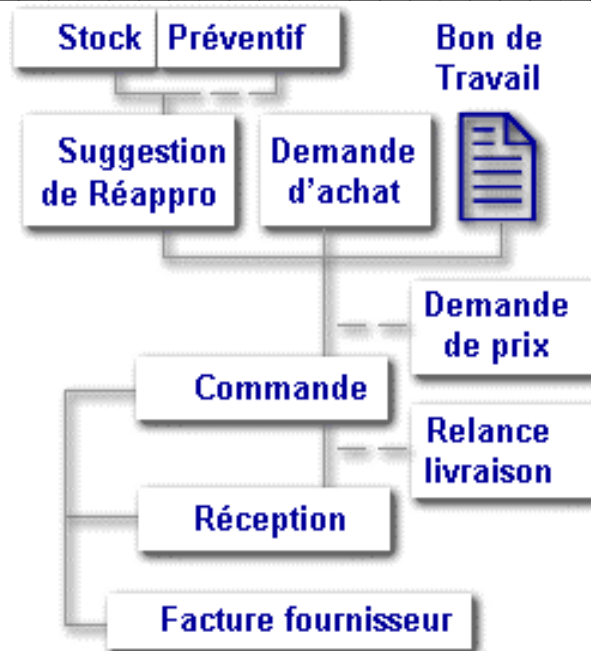 Stock
Préventif
Bon de
Travail
Suggestion
de Réappro
Demande
d'achat
Demande
de prix
Commande
Relance
livraison
Réception
Facture fournisseur